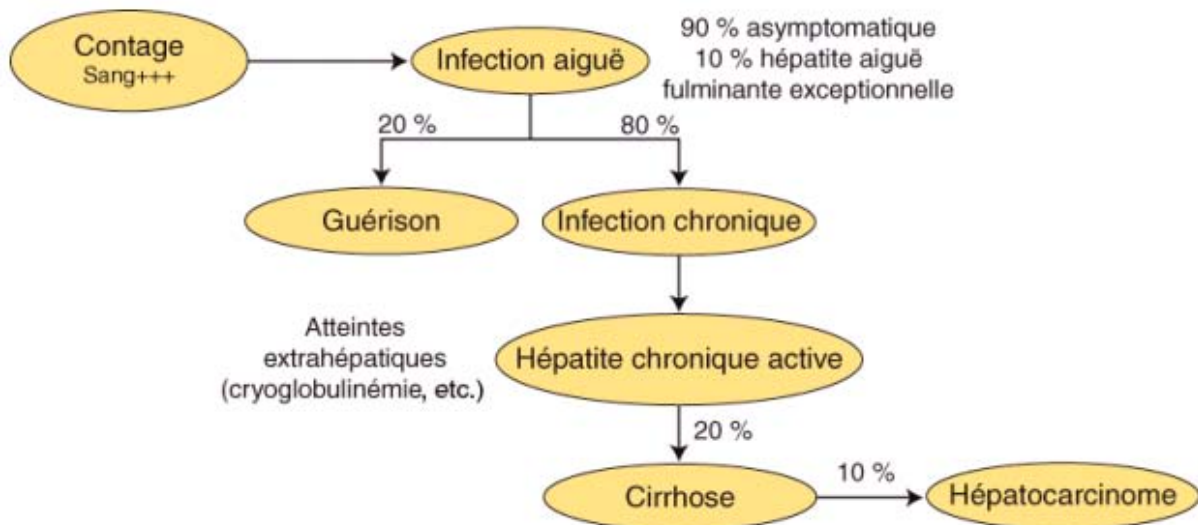 Contage
Sang+++
Infection aiguë
90 % asymptomatique
10 % hépatite aiguë
fulminante exceptionnelle
20 %
80 %
Guérison
Infection chronique
Atteintes
extrahépatiques
(cryoglobulinémie, etc.)
Hépatite chronique active
20 %
Cirrhose
10 %
Hépatocarcinome